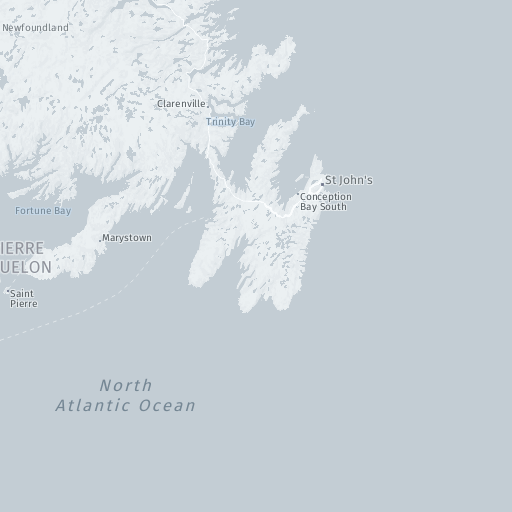 Newfoundland
Clarenville
Trinity Bay
St John's
Conception
Bay South
Fortune Bay
Marystown
IERRE
UELON
Saint
Pierre
North
Atlantic Ocean